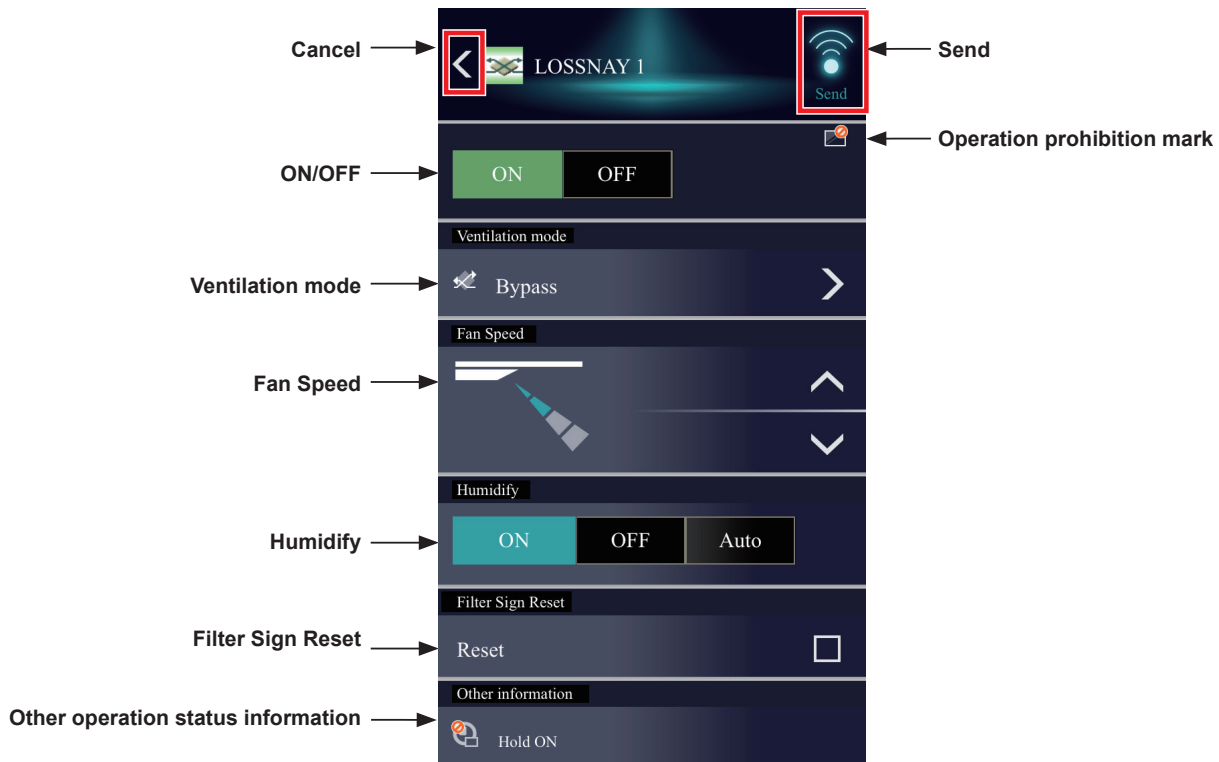 Cancel
LOSSNAY 1
Send
Send
Operation prohibition mark
ON/OFF
ON
OFF
Ventilation mode
Ventilation mode
Bypass
Fan Speed
Fan Speed
Humidify
Humidify
ON
OFF
Auto
Filter Sign Reset
Filter Sign Reset
Reset
Other information
Other operation status information
Hold ON